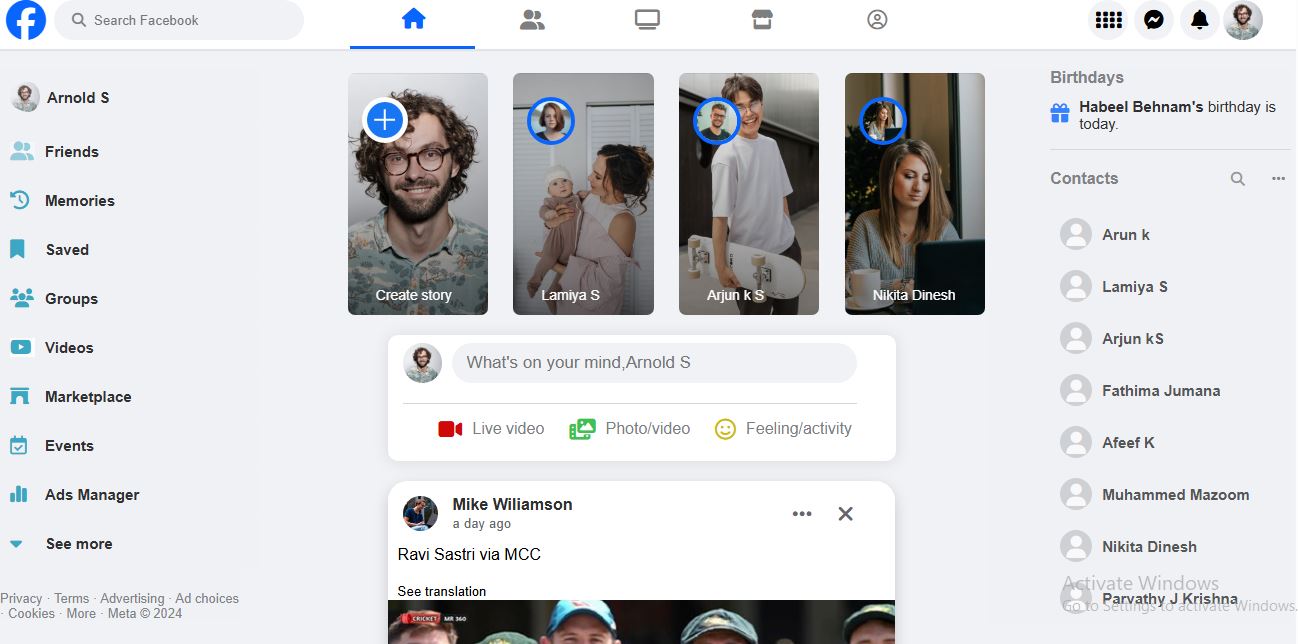 Search Facebook
Arnold S
Friends
Memories
Saved
Groups
Videos
Marketplace
Events
Ads Manager
See more
Privacy · Terms · Advertising · Ad choices
· Cookies · More · Meta © 2024
Create story
Lamiya S
Arjun k S
Nikita Dinesh
What's on your mind,Arnold S
Live video
Photo/video
Feeling/activity
Mike Wiliamson
a day ago
Ravi Sastri via MCC
See translation
CRICKET MR 360
Birthdays
Habeel Behnam's birthday is
today.
Contacts
Arun k
Lamiya S
Arjun kS
Fathima Jumana
Afeef K
Muhammed Mazoom
Nikita Dinesh
Activate Windows
Parvathy J Krishna
Go to Settings to activate Windows.